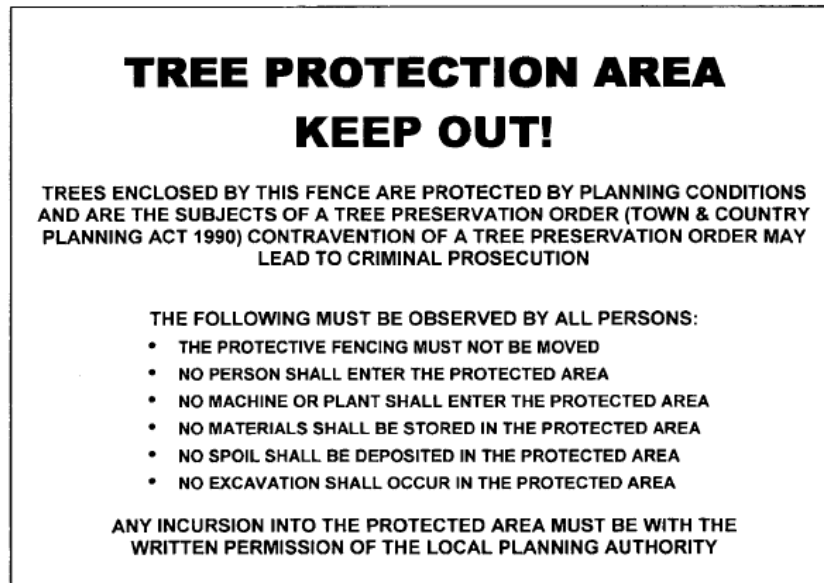 TREE PROTECTION AREA
KEEP OUT!
TREES ENCLOSED BY THIS FENCE ARE PROTECTED BY PLANNING CONDITIONS
AND ARE THE SUBJECTS OF A TREE PRESERVATION ORDER (TOWN & COUNTRY
PLANNING ACT 1990) CONTRAVENTION OF A TREE PRESERVATION ORDER MAY
LEAD TO CRIMINAL PROSECUTION
THE FOLLOWING MUST BE OBSERVED BY ALL PERSONS:
• THE PROTECTIVE FENCING MUST NOT BE MOVED
• NO PERSON SHALL ENTER THE PROTECTED AREA
• NO MACHINE OR PLANT SHALL ENTER THE PROTECTED AREA
• NO MATERIALS SHALL BE STORED IN THE PROTECTED AREA
• NO SPOIL SHALL BE DEPOSITED IN THE PROTECTED AREA
• NO EXCAVATION SHALL OCCUR IN THE PROTECTED AREA
ANY INCURSION INTO THE PROTECTED AREA MUST BE WITH THE
WRITTEN PERMISSION OF THE LOCAL PLANNING AUTHORITY